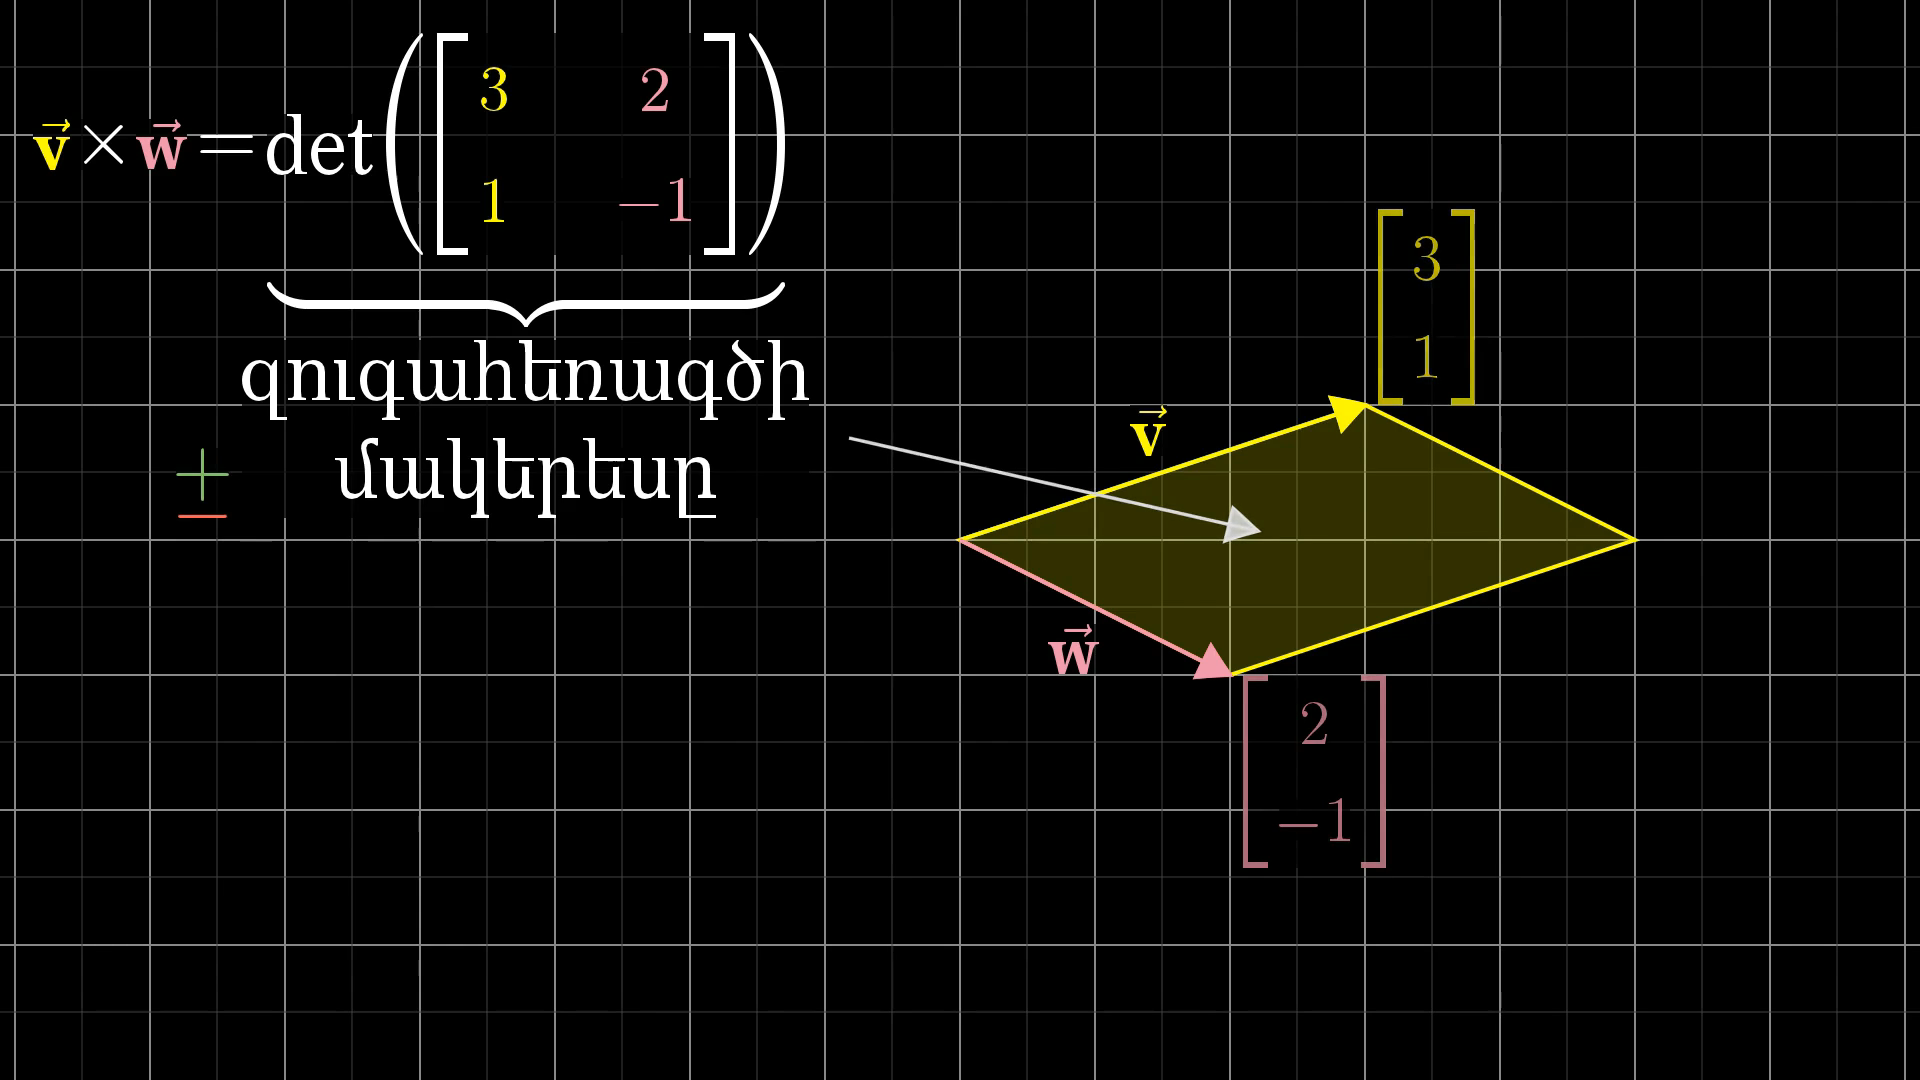 v⃗ × w⃗ = det([3 2
1 −1])
զուգահեռագծի
± մակերեսը
[3
1]
v⃗
w⃗
[2
−1]